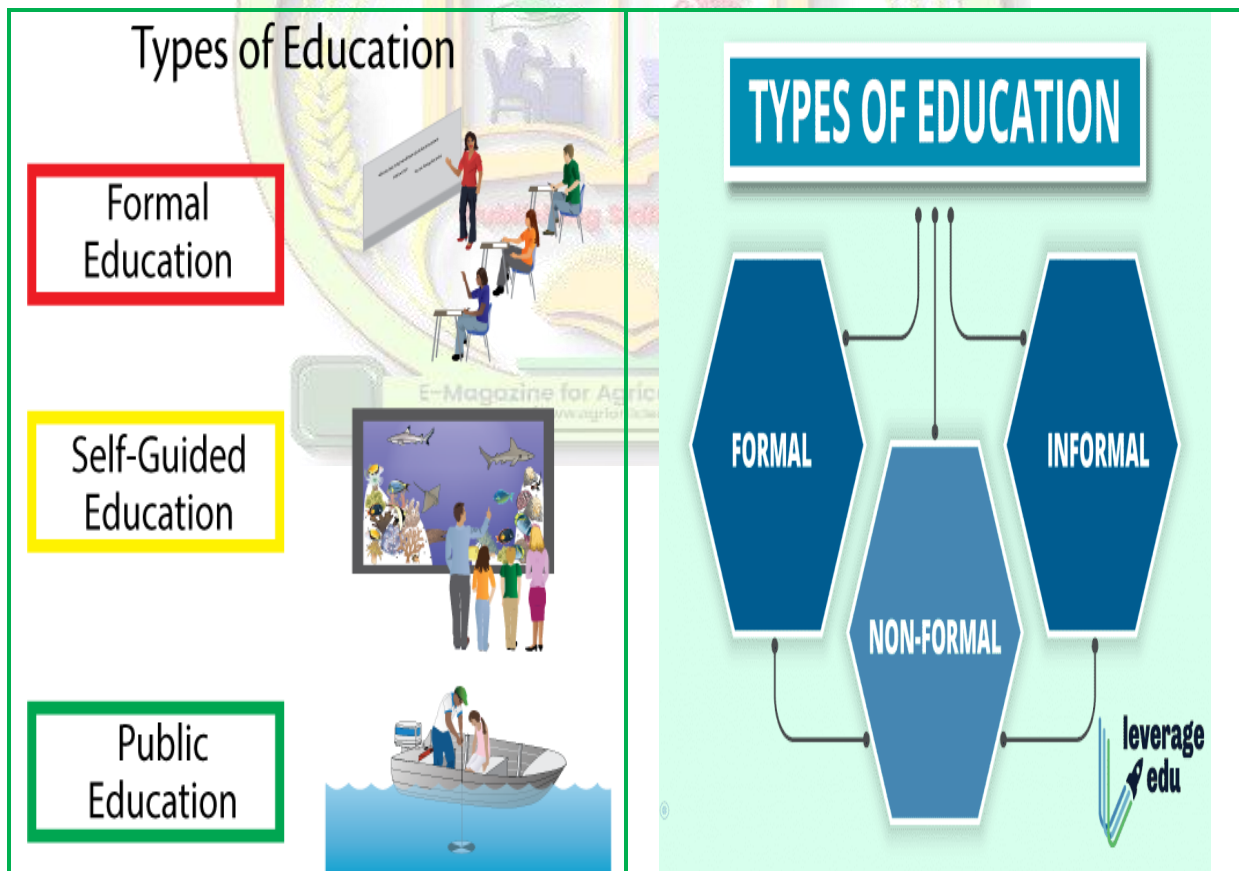 Types of Education
Formal
Education
Self-Guided
Education
Public
Education
E-Magazine for Agric
TYPES OF EDUCATION
FORMAL
INFORMAL
NON-FORMAL
leverage
edu